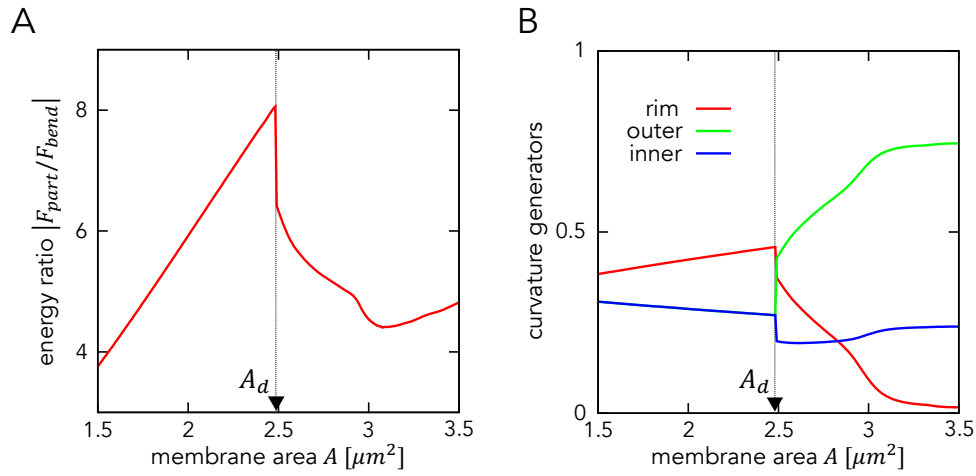 A
energy ratio |F_part/F_bend|
8
6
4
A_d
1.5 2 2.5 3 3.5
membrane area A [μm²]
B
curvature generators
1
0.5
0
rim
outer
inner
A_d
1.5 2 2.5 3 3.5
membrane area A [μm²]